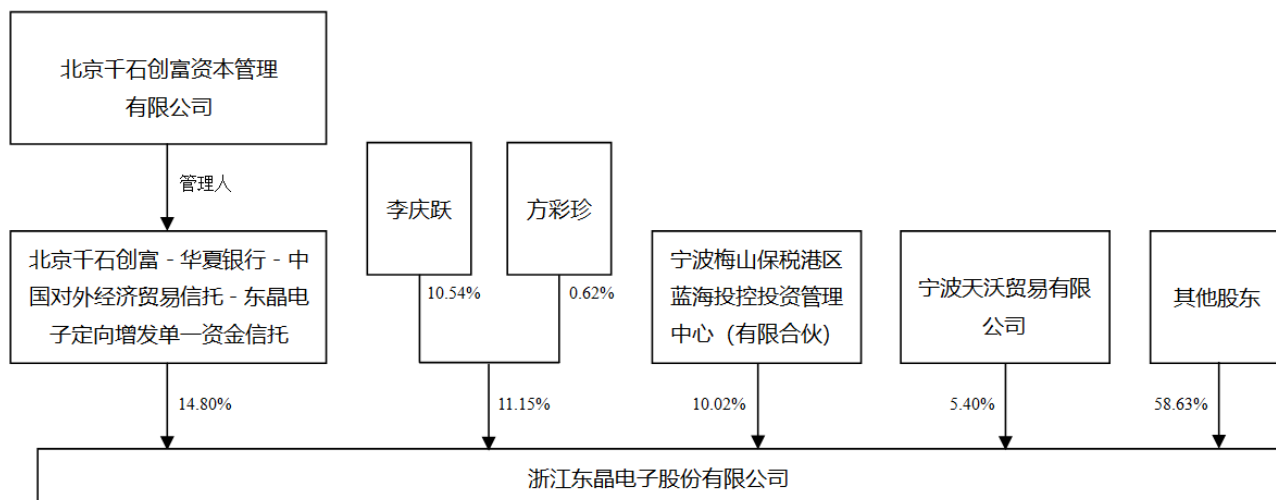 北京千石创富资本管理
有限公司
管理人
李庆跃
方彩珍
北京千石创富-华夏银行-中
国对外经济贸易信托-东晶电
子定向增发单一资金信托
10.54%
0.62%
宁波梅山保税港区
蓝海投控投资管理
中心（有限合伙）
宁波天沃贸易有限
公司
其他股东
14.80%
11.15%
10.02%
5.40%
58.63%
浙江东晶电子股份有限公司